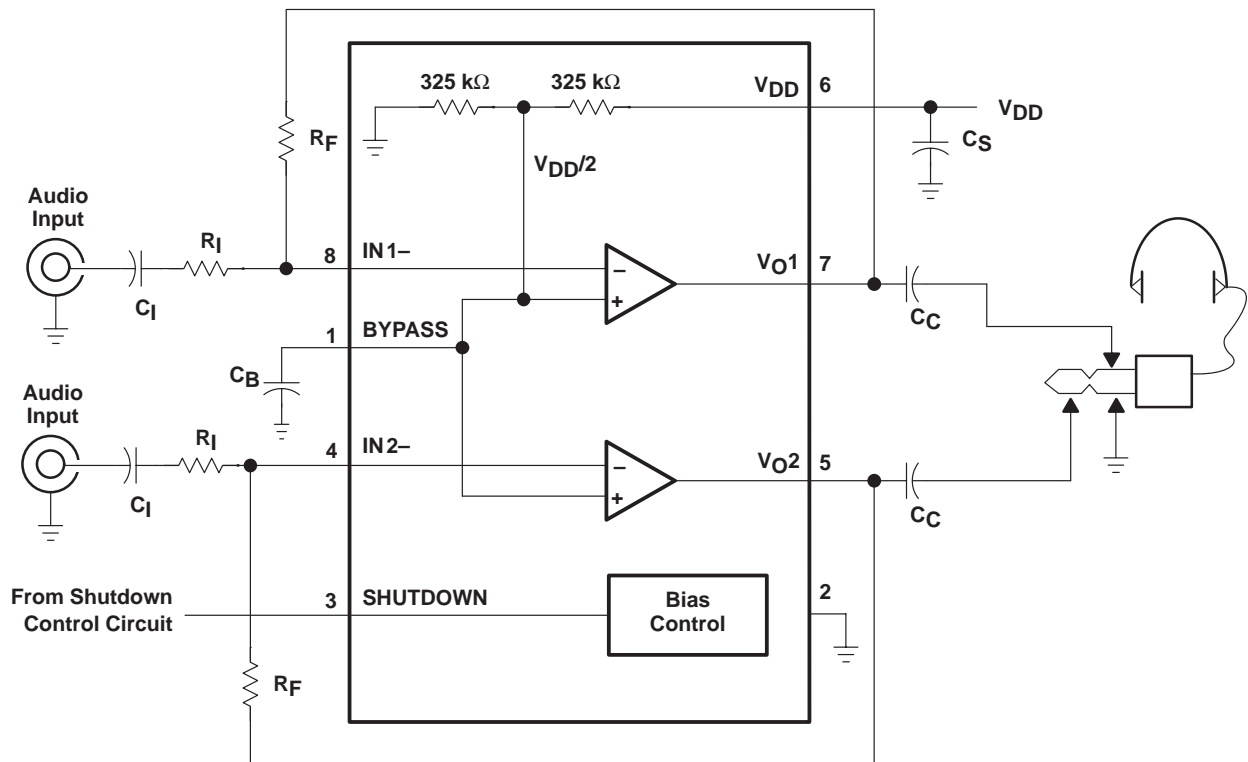 325 kΩ 325 kΩ
VDD 6
VDD
RF
CS
VDD/2
Audio
Input
RI
8 IN1–
VO1 7
CI
CC
1 BYPASS
CB
Audio
Input
RI
4 IN2–
VO2 5
CI
CC
From Shutdown
Control Circuit
3 SHUTDOWN
Bias
Control
2
RF